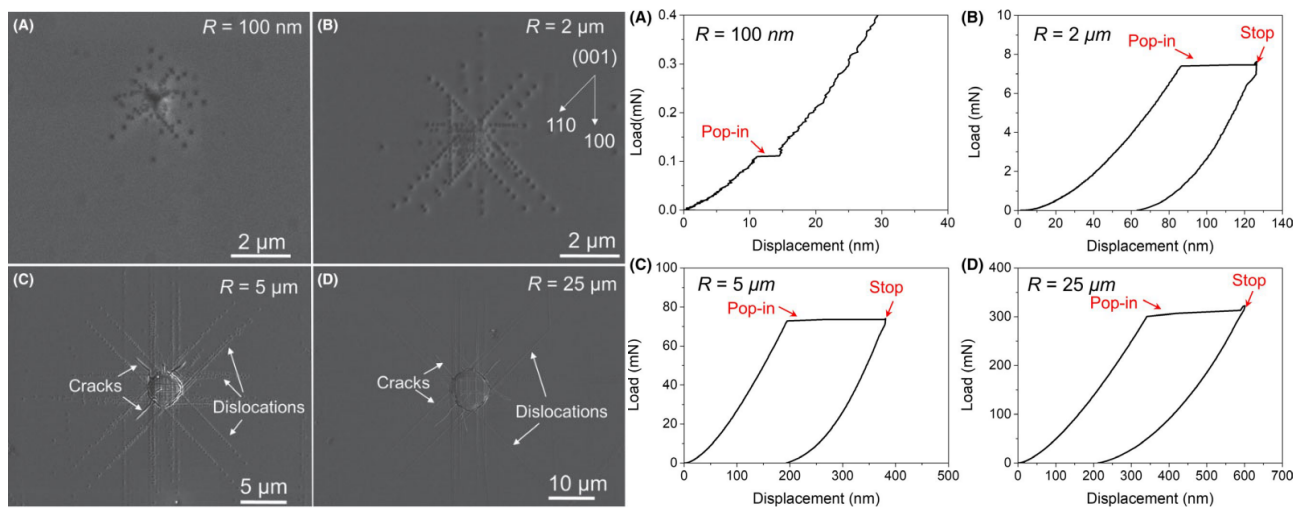 (A) R = 100 nm
2 µm
(B) R = 2 µm
(001)
110
100
2 µm
(C) R = 5 µm
Cracks
Dislocations
5 µm
(D) R = 25 µm
Cracks
Dislocations
10 µm
(A)
R = 100 nm
Pop-in
Load(mN)
0.4
0.3
0.2
0.1
0.0
0 10 20 30 40
Displacement (nm)
(B)
R = 2 µm
Pop-in
Stop
Load (mN)
10
8
6
4
2
0
0 20 40 60 80 100 120 140
Displacement (nm)
(C)
R = 5 µm
Pop-in
Stop
Load (mN)
100
80
60
40
20
0
0 100 200 300 400 500
Displacement (nm)
(D)
R = 25 µm
Pop-in
Stop
Load (mN)
400
300
200
100
0
0 100 200 300 400 500 600 700
Displacement (nm)